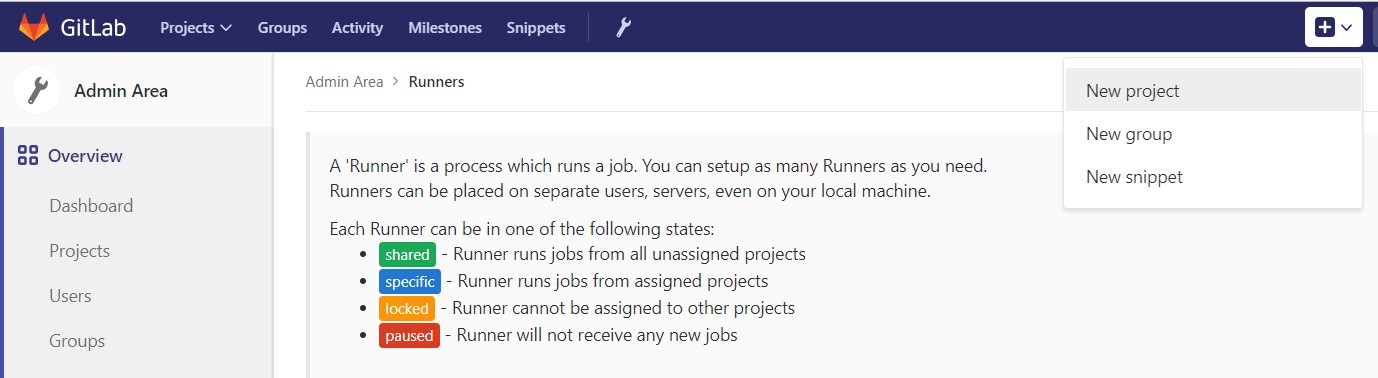 GitLab Projects Groups Activity Milestones Snippets
Admin Area
Overview
Dashboard
Projects
Users
Groups
Admin Area > Runners
A 'Runner' is a process which runs a job. You can setup as many Runners as you need.
Runners can be placed on separate users, servers, even on your local machine.
Each Runner can be in one of the following states:
• shared - Runner runs jobs from all unassigned projects
• specific - Runner runs jobs from assigned projects
• locked - Runner cannot be assigned to other projects
• paused - Runner will not receive any new jobs
New project
New group
New snippet